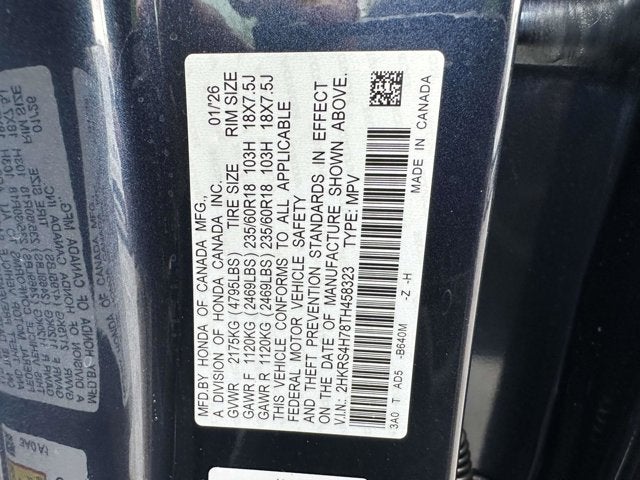 MFD.BY HONDA OF CANADA MFG., 01/26
A DIVISION OF HONDA CANADA INC.
GVWR 2175KG (4795LBS) TIRE SIZE RIM SIZE
GAWR F 1120KG (2469LBS) 235/60R18 103H 18X7.5J
GAWR R 1120KG (2469LBS) 235/60R18 103H 18X7.5J
THIS VEHICLE CONFORMS TO ALL APPLICABLE
FEDERAL MOTOR VEHICLE SAFETY
AND THEFT PREVENTION STANDARDS IN EFFECT
ON THE DATE OF MANUFACTURE SHOWN ABOVE.
V.I.N.: 2HKRS4H78TH458323 TYPE: MPV
3A0 T AD5 -B640M -Z -H
MADE IN CANADA